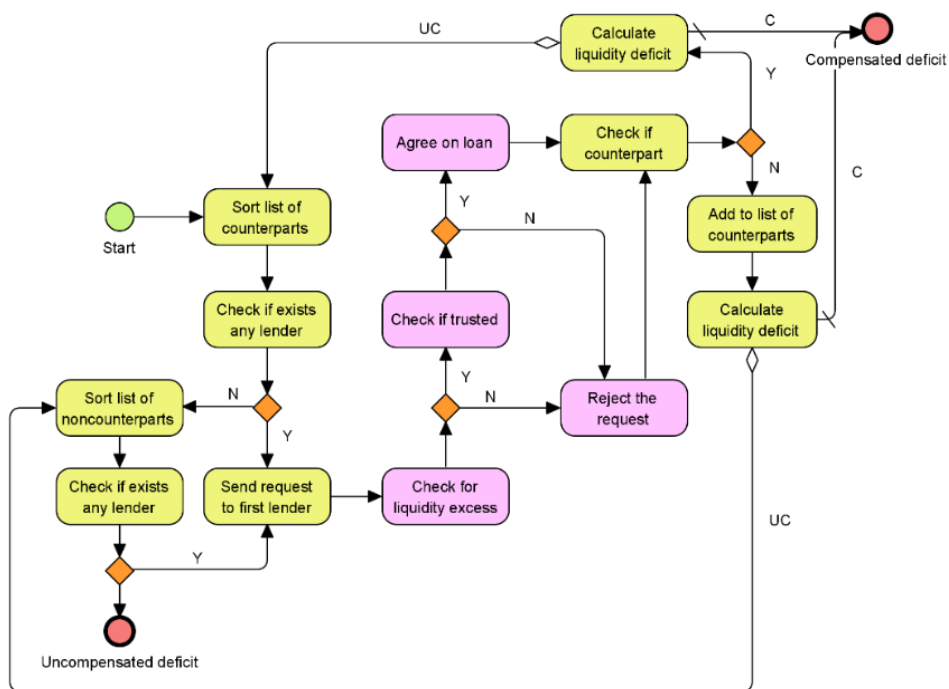 UC
Calculate
liquidity deficit
C
Compensated deficit
Y
Agree on loan
Check if
counterpart
N
C
Sort list of
counterparts
Start
Y
N
Add to list of
counterparts
Check if exists
any lender
Check if trusted
Calculate
liquidity deficit
Sort list of
noncounterparts
N
Y
Y
N
Reject the
request
Check if exists
any lender
Send request
to first lender
Check for
liquidity excess
UC
Y
Uncompensated deficit